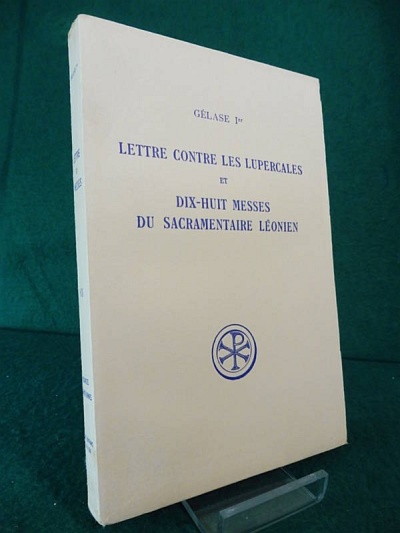 GÉLASE Iᵉʳ
LETTRE CONTRE LES LUPERCALES
ET
DIX-HUIT MESSES
DU SACRAMENTAIRE LÉONIEN